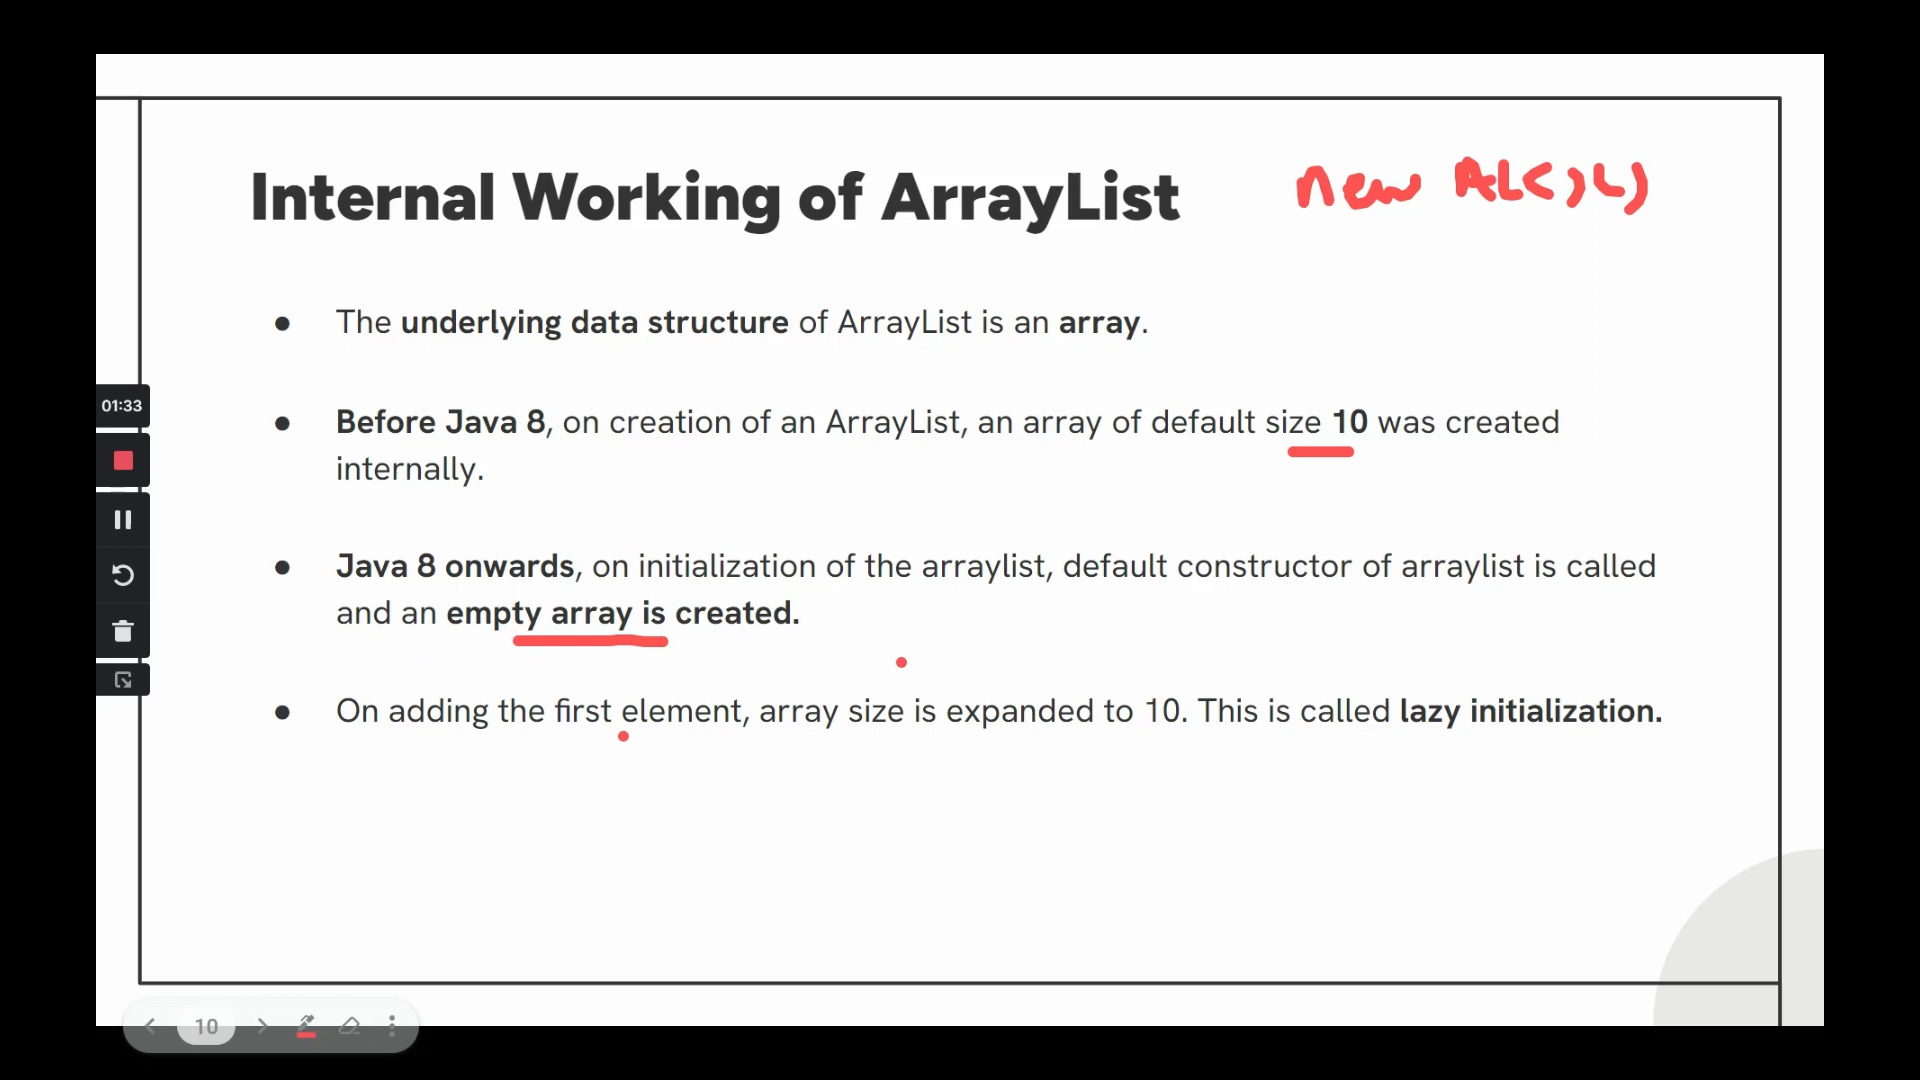 Internal Working of ArrayList
new AL<>()
● The underlying data structure of ArrayList is an array.
● Before Java 8, on creation of an ArrayList, an array of default size 10 was created
internally.
● Java 8 onwards, on initialization of the arraylist, default constructor of arraylist is called
and an empty array is created.
● On adding the first element, array size is expanded to 10. This is called lazy initialization.
01:33
10